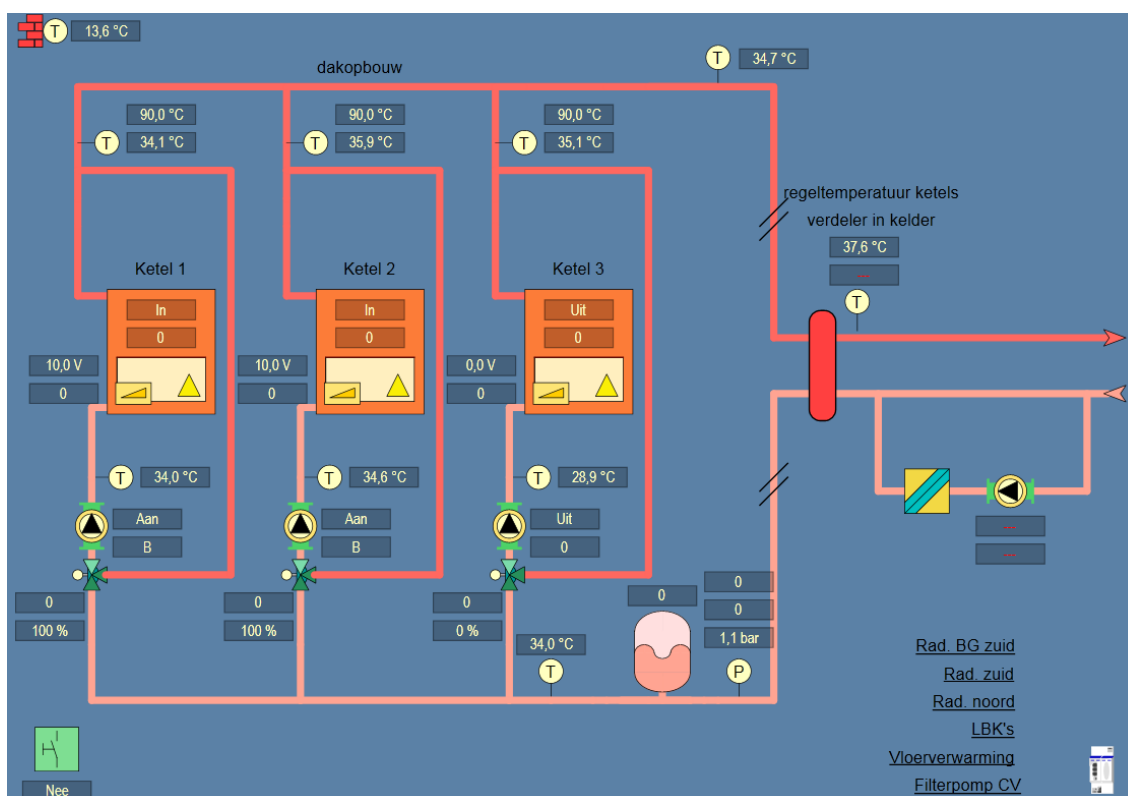 T 13,6 °C
dakopbouw
T 34,7 °C
90,0 °C 90,0 °C 90,0 °C
T 34,1 °C T 35,9 °C T 35,1 °C
regeltemperatuur ketels
verdeler in kelder
37,6 °C
---
T
Ketel 1 Ketel 2 Ketel 3
In In Uit
0 0 0
10,0 V 10,0 V 0,0 V
0 0 0
T 34,0 °C T 34,6 °C T 28,9 °C
Aan Aan Uit
B B 0
---
---
0 0 0
100 % 100 % 0 %
34,0 °C
T
0
0
0
1,1 bar
P
Rad. BG zuid
Rad. zuid
Rad. noord
LBK's
Vloerverwarming
Filterpomp CV
Nee